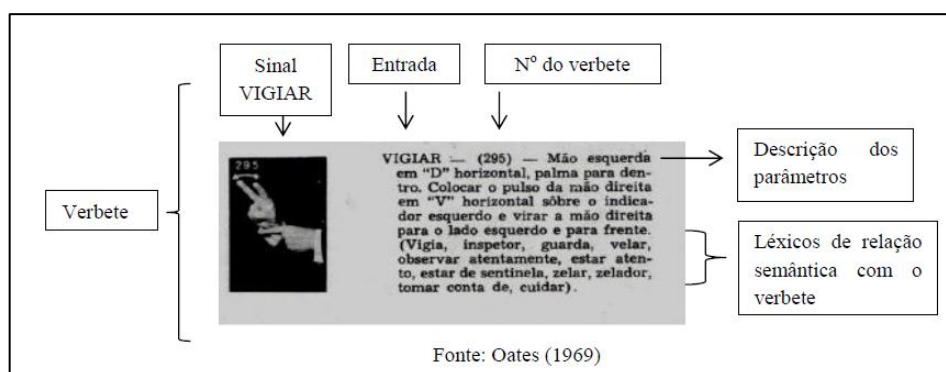 Sinal
VIGIAR
Entrada
Nº do verbete
Verbete
295
VIGIAR — (295) — Mão esquerda
em "D" horizontal, palma para den-
tro. Colocar o pulso da mão direita
em "V" horizontal sôbre o indica-
dor esquerdo e virar a mão direita
para o lado esquerdo e para frente.
(Vigia, inspetor, guarda, velar,
observar atentamente, estar aten-
to, estar de sentinela, zelar, zelador,
tomar conta de, cuidar).
Descrição dos
parâmetros
Léxicos de relação
semântica com o
verbete
Fonte: Oates (1969)